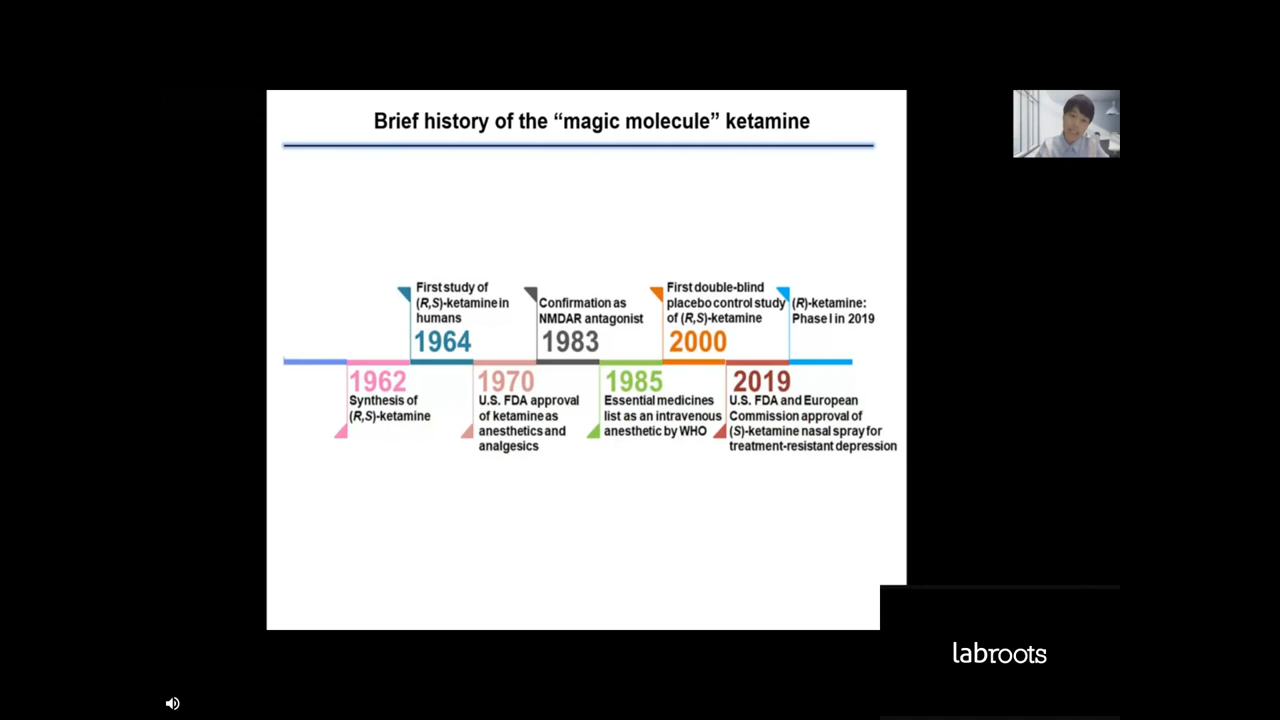 Brief history of the “magic molecule” ketamine
First study of
(R,S)-ketamine in
humans
1964
Confirmation as
NMDAR antagonist
1983
First double-blind
placebo control study
of (R,S)-ketamine
2000
(R)-ketamine:
Phase I in 2019
1962
Synthesis of
(R,S)-ketamine
1970
U.S. FDA approval
of ketamine as
anesthetics and
analgesics
1985
Essential medicines
list as an intravenous
anesthetic by WHO
2019
U.S. FDA and European
Commission approval of
(S)-ketamine nasal spray for
treatment-resistant depression
labroots